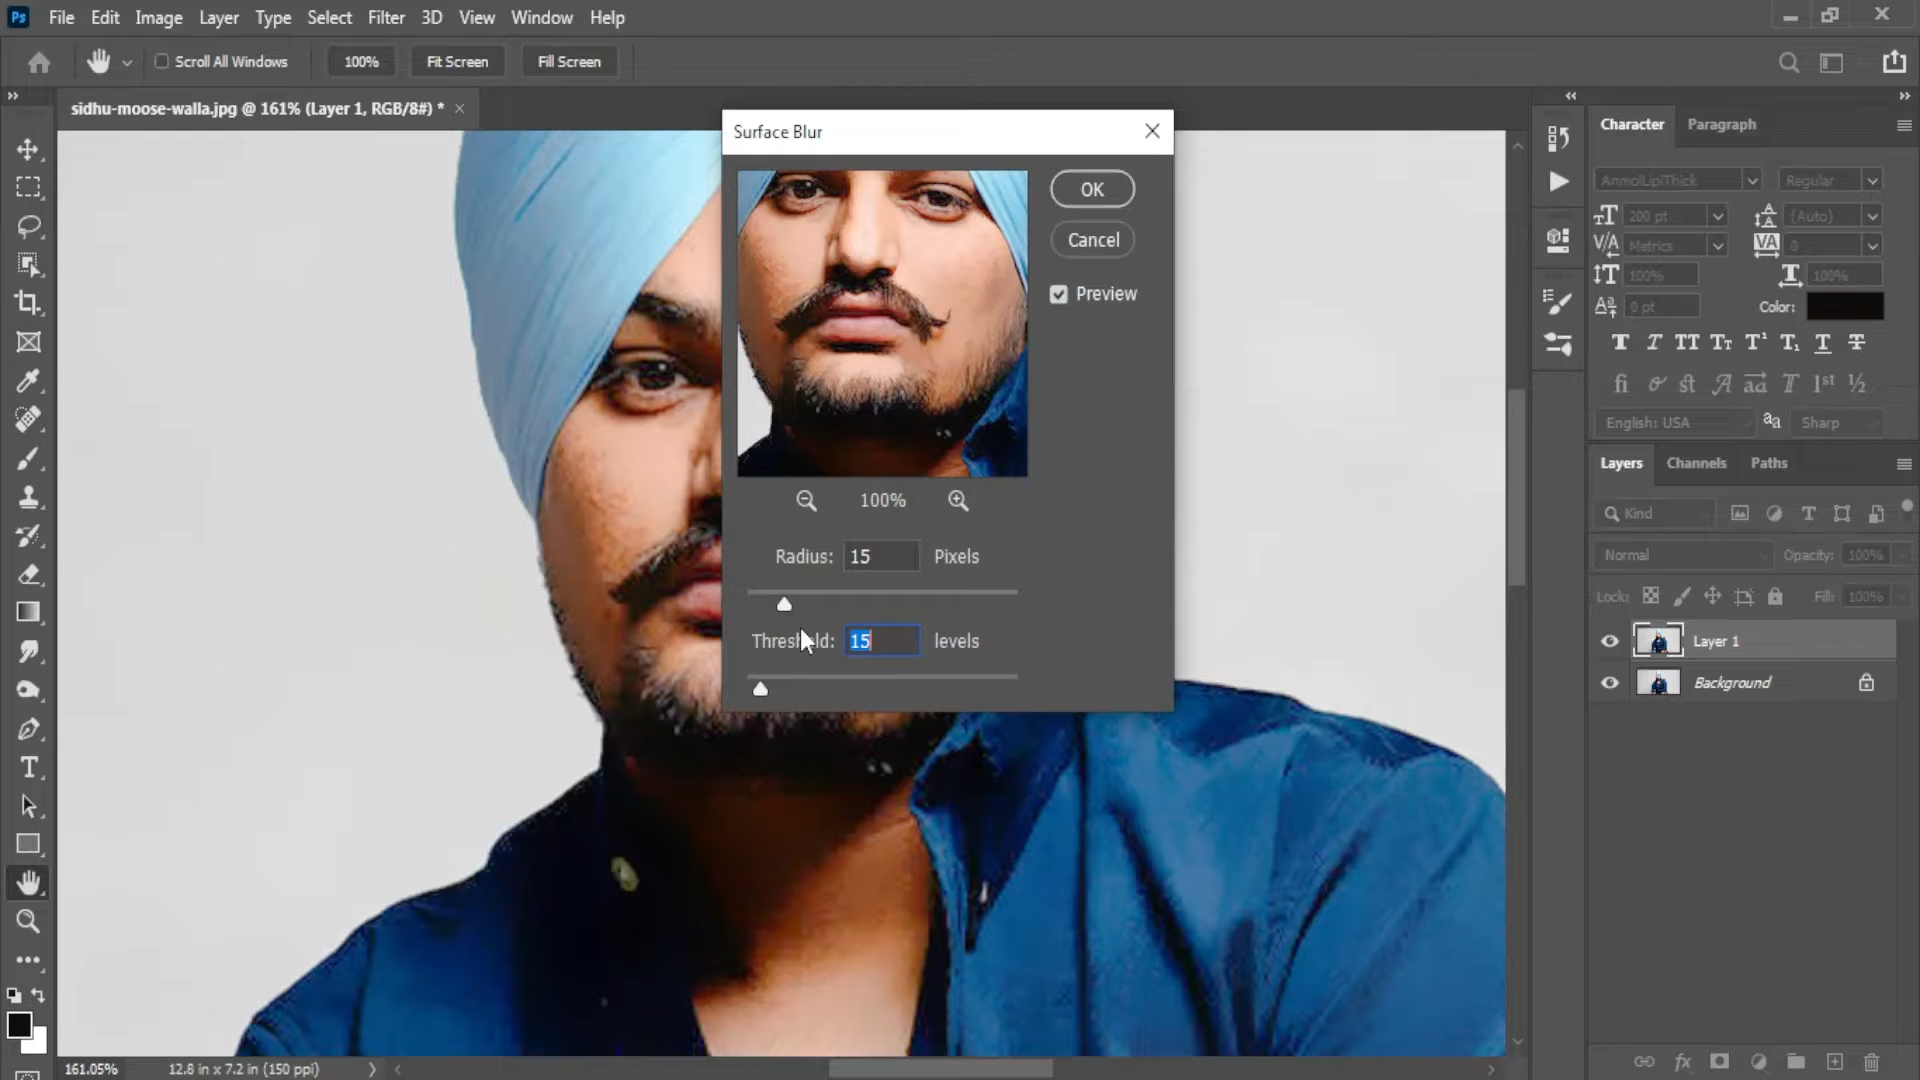 Ps File Edit Image Layer Type Select Filter 3D View Window Help
Scroll All Windows 100% Fit Screen Fill Screen
sidhu-moose-walla.jpg @ 161% (Layer 1, RGB/8#) * ×
Surface Blur
OK
Cancel
Preview
100%
Radius: 15 Pixels
Threshold: 15 levels
Character Paragraph
AnmolLipiThick Regular
200 pt (Auto)
Metrics 0
100% 100%
0 pt Color:
English: USA aa Sharp
Layers Channels Paths
Kind
Normal Opacity: 100%
Lock: Fill: 100%
Layer 1
Background
161.05% 12.8 in x 7.2 in (150 ppi)